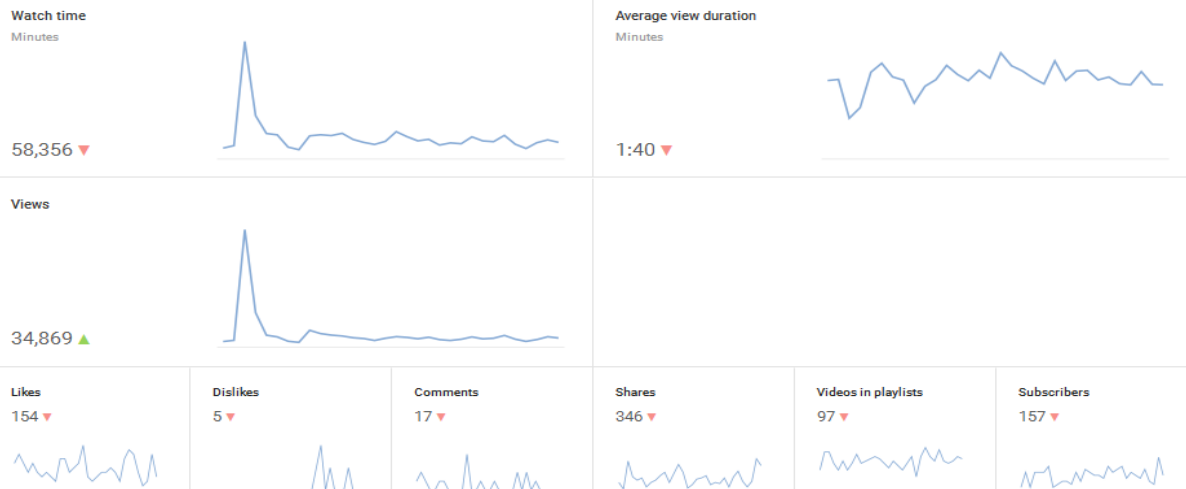 Watch time
Minutes
58,356
Average view duration
Minutes
1:40
Views
34,869
Likes
154
Dislikes
5
Comments
17
Shares
346
Videos in playlists
97
Subscribers
157